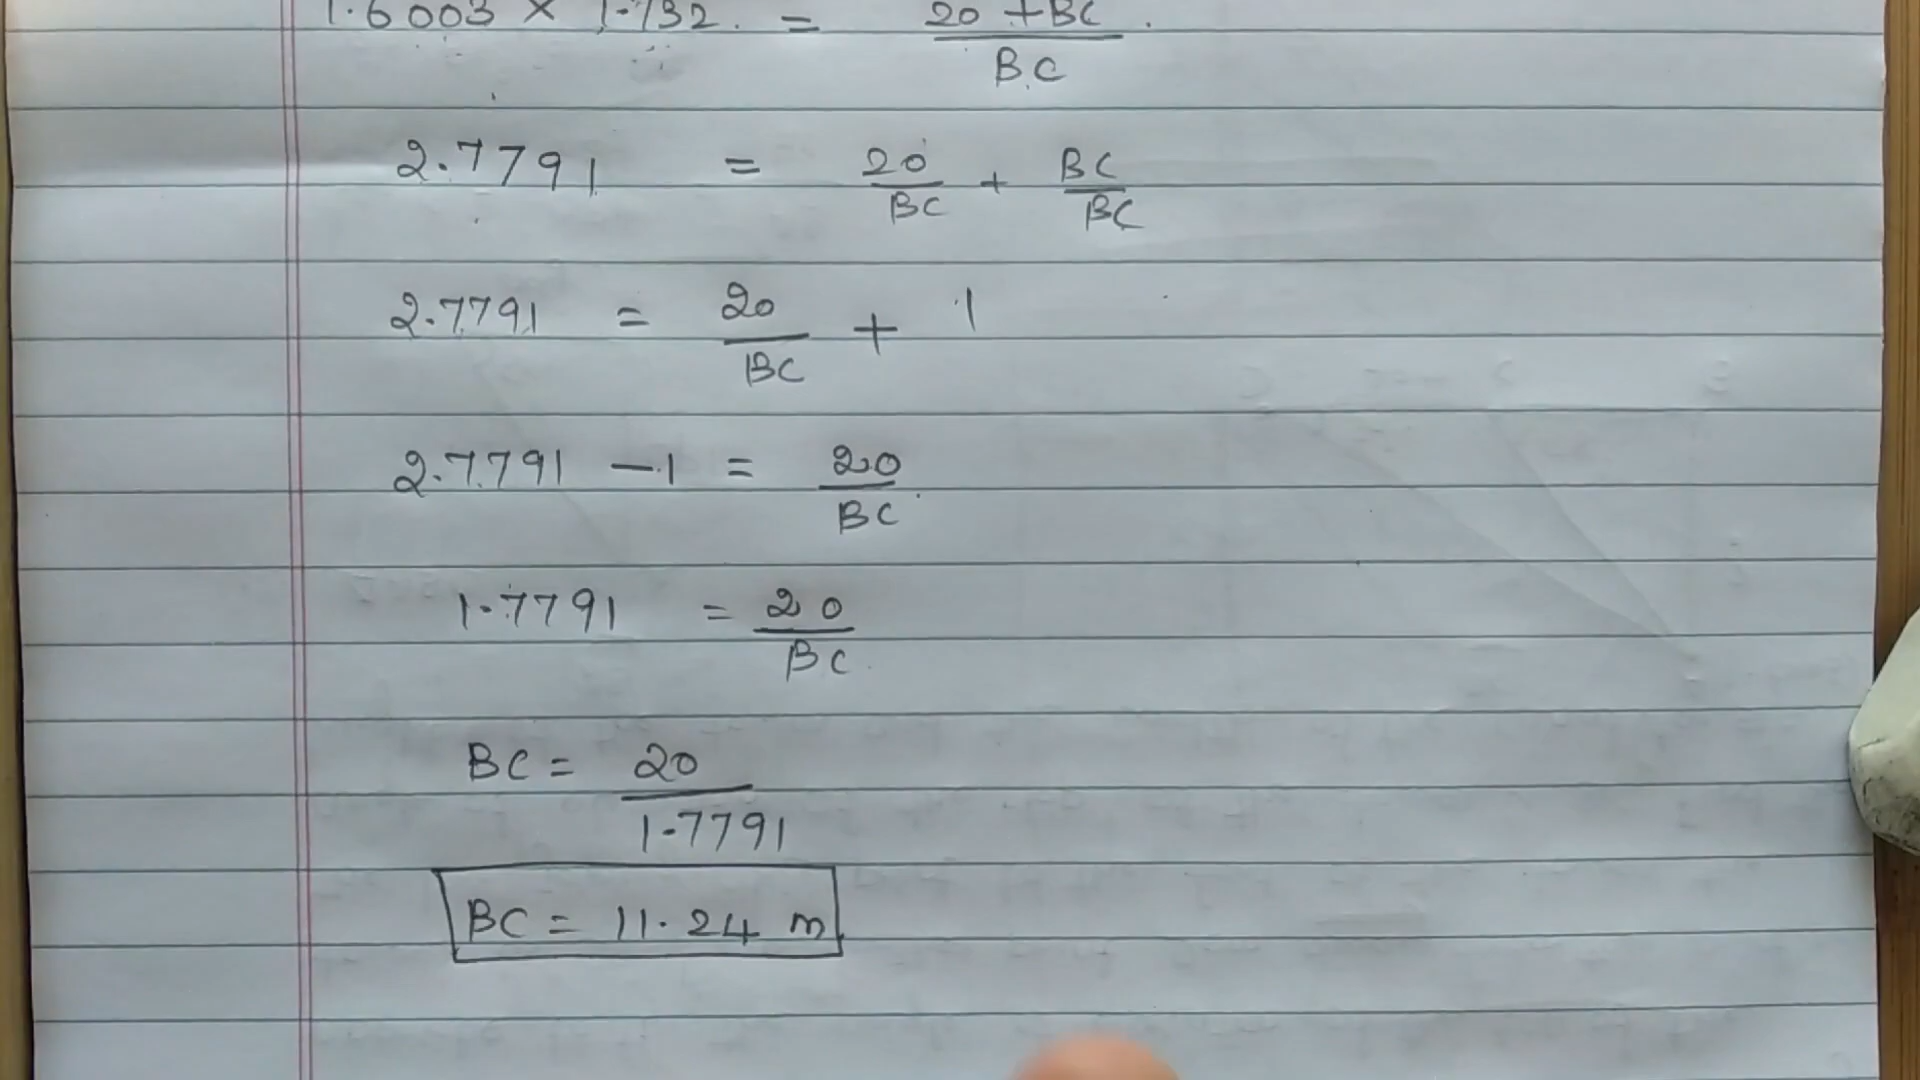 1.6003 × 1.732 = 20 + BC / BC
2.7791 = 20/BC + BC/BC
2.7791 = 20/BC + 1
2.7791 - 1 = 20/BC
1.7791 = 20/BC
BC = 20/1.7791
BC = 11.24 m